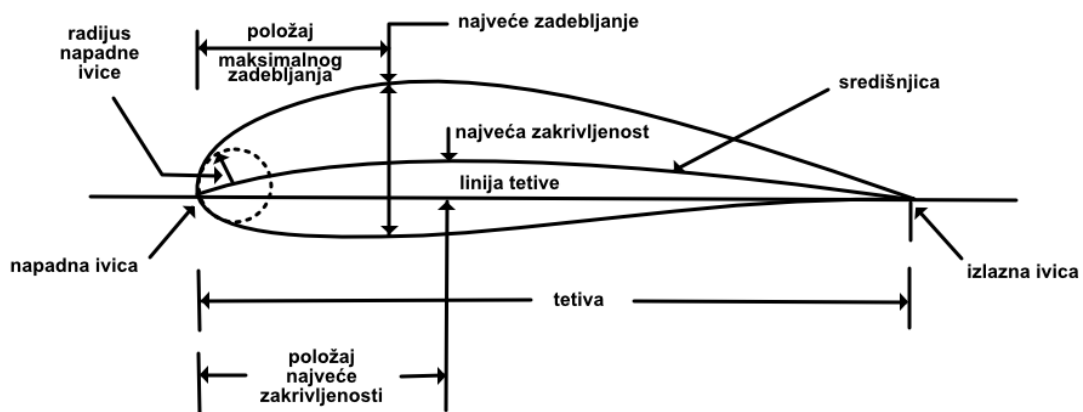 radijus
napadne
ivice
položaj
maksimalnog
zadebljanja
najveće zadebljanje
središnjica
najveća zakrivljenost
linija tetive
napadna ivica
izlazna ivica
tetiva
položaj
najveće
zakrivljenosti